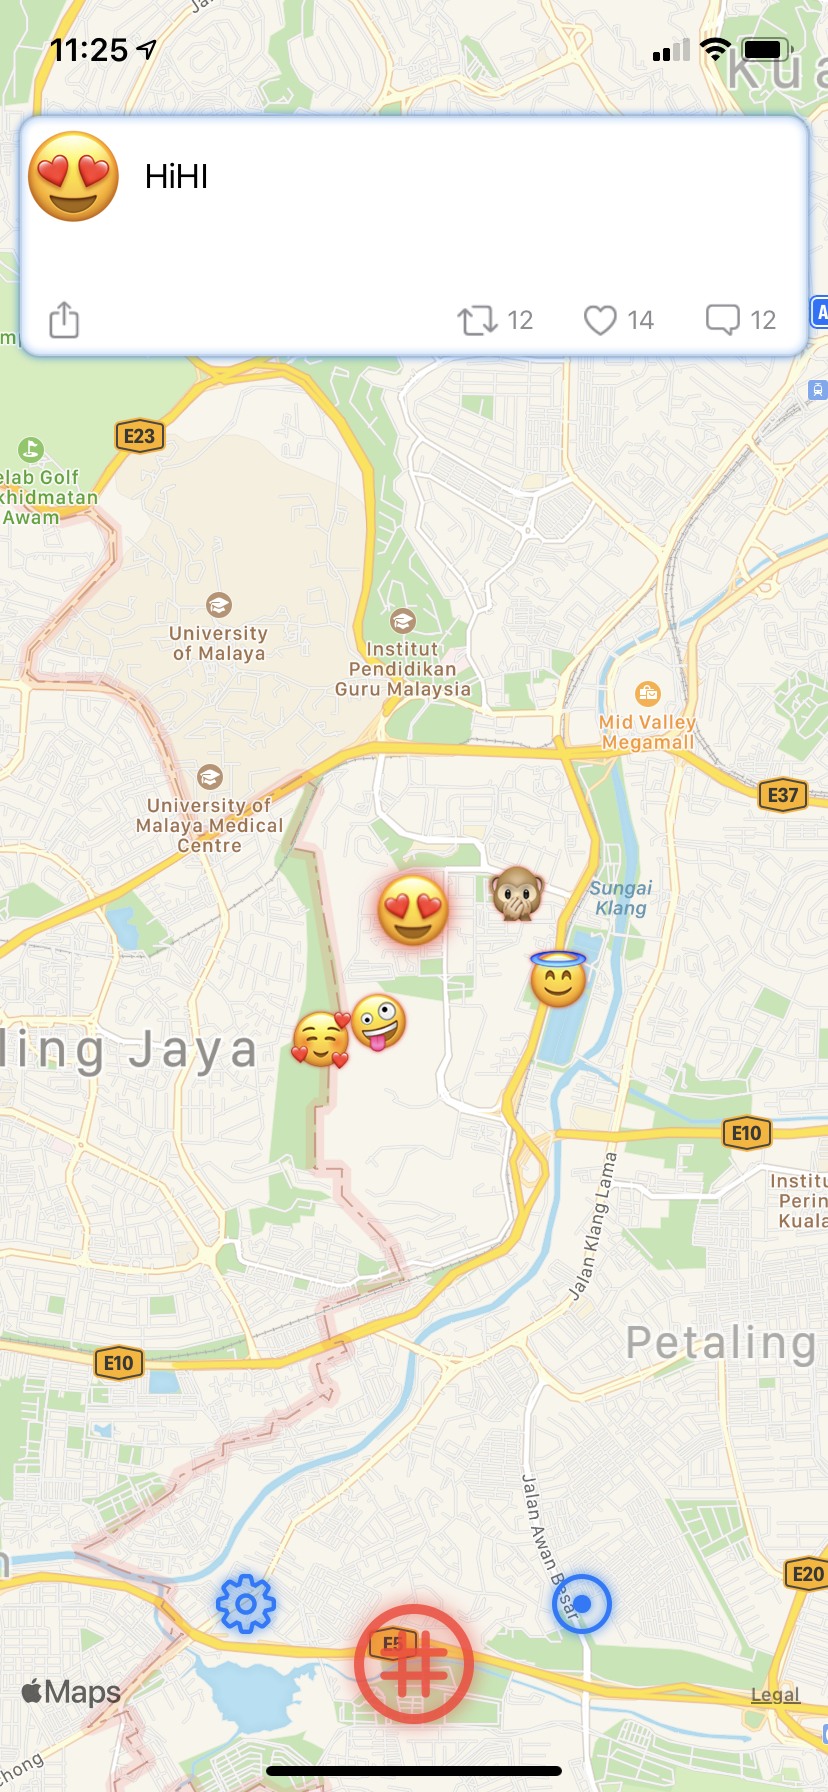 11:25
Kua
HiHI
12
14
12
A
E23
elab Golf
khidmatan
Awam
University
of Malaya
Institut
Pendidikan
Guru Malaysia
Mid Valley
Megamall
University of
Malaya Medical
Centre
E37
Sungai
Klang
ling Jaya
E10
Institu
Perin
Kuala
Jalan Klang Lama
Petaling
E10
Jalan Awan Besar
E20
E5
#
Maps
Legal
hong